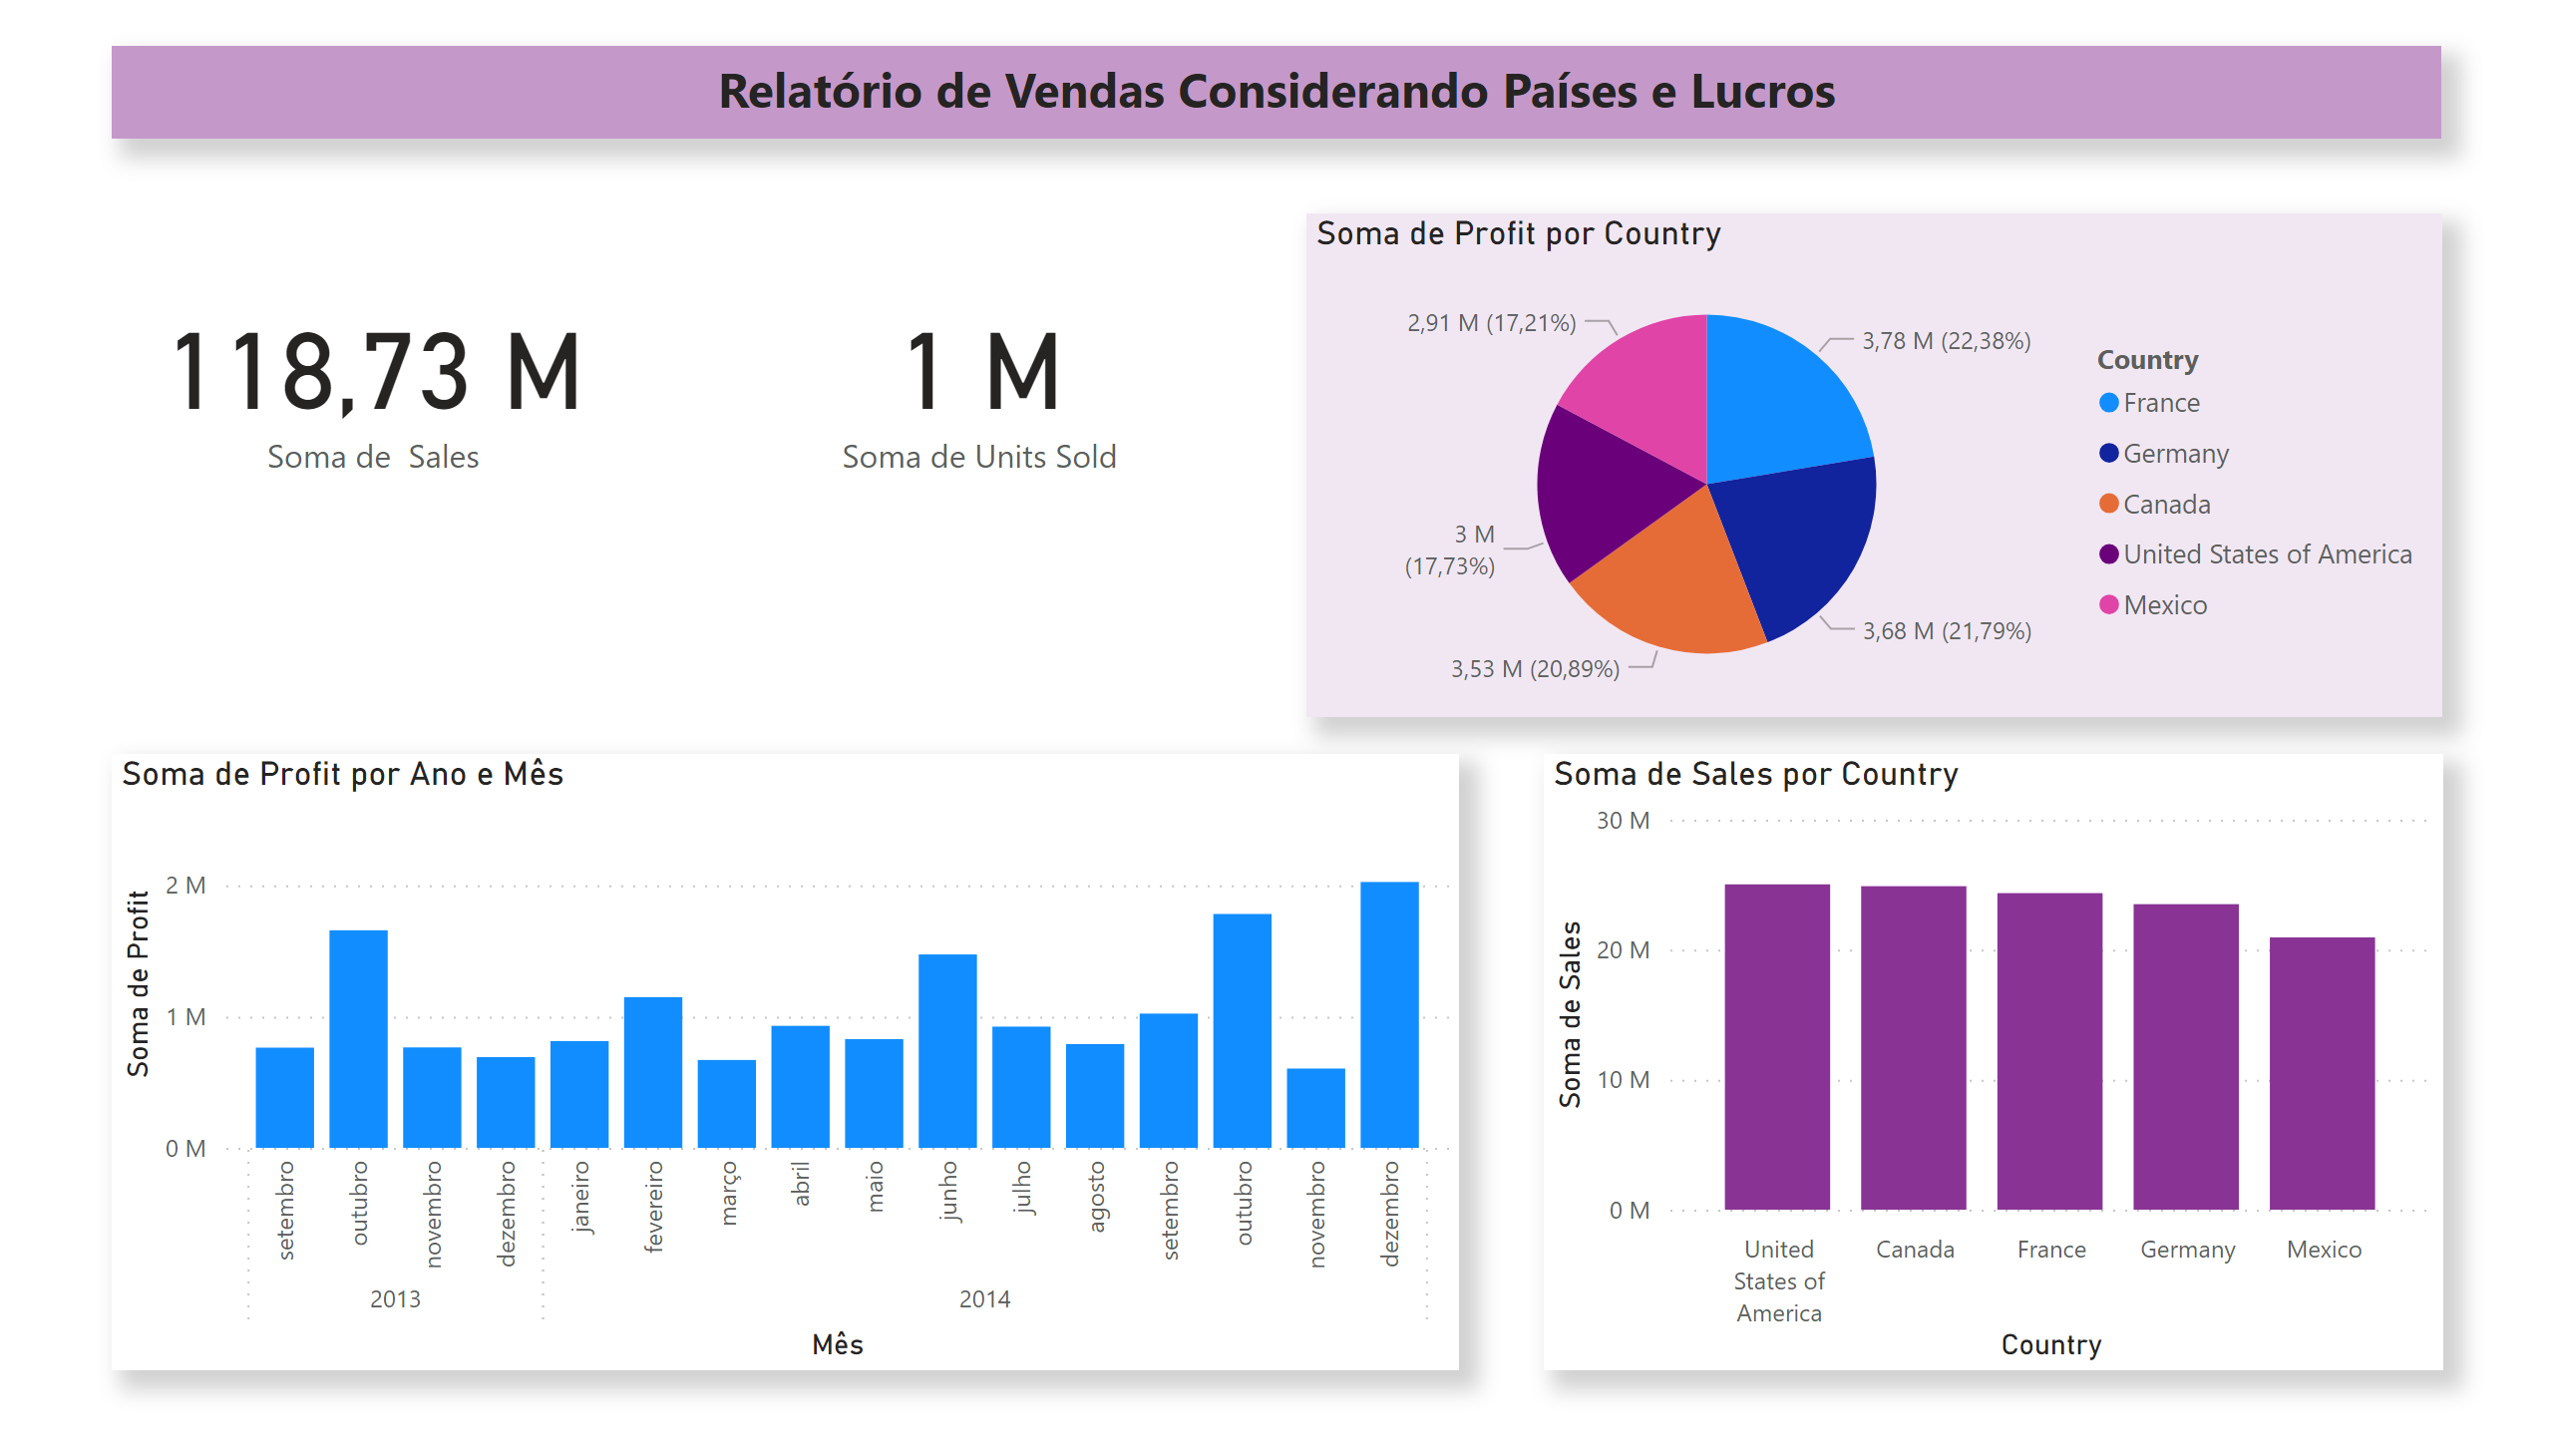 Relatório de Vendas Considerando Países e Lucros
118,73 M
Soma de  Sales
1 M
Soma de Units Sold
Soma de Profit por Country
2,91 M (17,21%)
3,78 M (22,38%)
3 M
(17,73%)
3,68 M (21,79%)
3,53 M (20,89%)
Country
France
Germany
Canada
United States of America
Mexico
Soma de Profit por Ano e Mês
Soma de Profit
2 M
1 M
0 M
setembro
outubro
novembro
dezembro
janeiro
fevereiro
março
abril
maio
junho
julho
agosto
setembro
outubro
novembro
dezembro
2013
2014
Mês
Soma de Sales por Country
Soma de Sales
30 M
20 M
10 M
0 M
United
States of
America
Canada
France
Germany
Mexico
Country